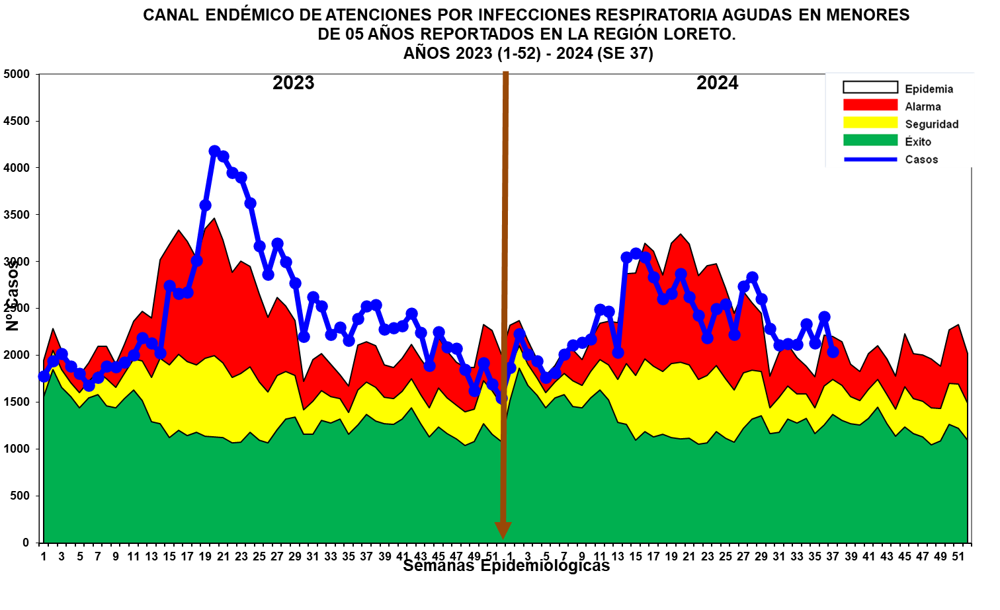 CANAL ENDÉMICO DE ATENCIONES POR INFECCIONES RESPIRATORIA AGUDAS EN MENORES
DE 05 AÑOS REPORTADOS EN LA REGIÓN LORETO.
AÑOS 2023 (1-52) - 2024 (SE 37)
2023
2024
Epidemia
Alarma
Seguridad
Éxito
Casos
5000
4500
4000
3500
3000
2500
2000
1500
1000
500
0
Nº Casos
1 3 5 7 9 11 13 15 17 19 21 23 25 27 29 31 33 35 37 39 41 43 45 47 49 51 1 3 5 7 9 11 13 15 17 19 21 23 25 27 29 31 33 35 37 39 41 43 45 47 49 51
Semanas Epidemiologicas